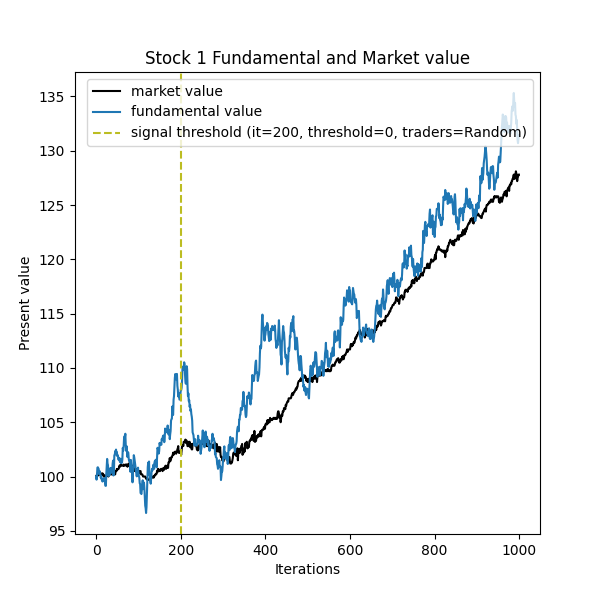 Stock 1 Fundamental and Market value
market value
fundamental value
signal threshold (it=200, threshold=0, traders=Random)
Present value
135
130
125
120
115
110
105
100
95
0 200 400 600 800 1000
Iterations